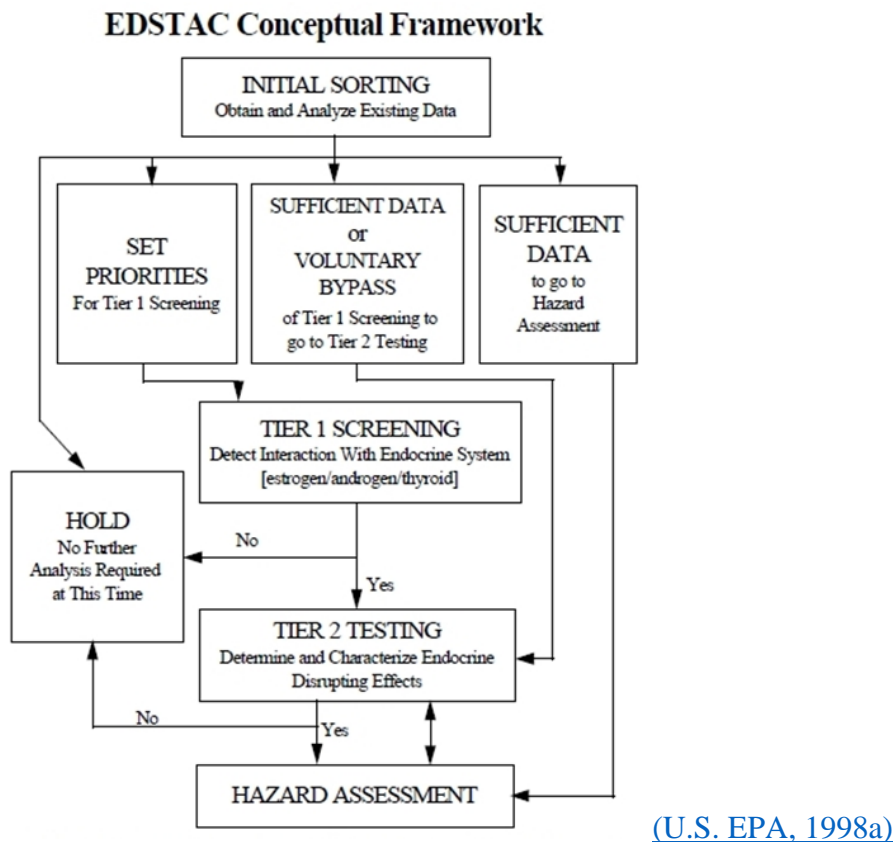 EDSTAC Conceptual Framework
INITIAL SORTING
Obtain and Analyze Existing Data
SET
PRIORITIES
For Tier 1 Screening
SUFFICIENT DATA
or
VOLUNTARY
BYPASS
of Tier 1 Screening to
go to Tier 2 Testing
SUFFICIENT
DATA
to go to
Hazard
Assessment
TIER 1 SCREENING
Detect Interaction With Endocrine System
[estrogen/androgen/thyroid]
HOLD
No Further
Analysis Required
at This Time
No
Yes
TIER 2 TESTING
Determine and Characterize Endocrine
Disrupting Effects
No
Yes
HAZARD ASSESSMENT
(U.S. EPA, 1998a)